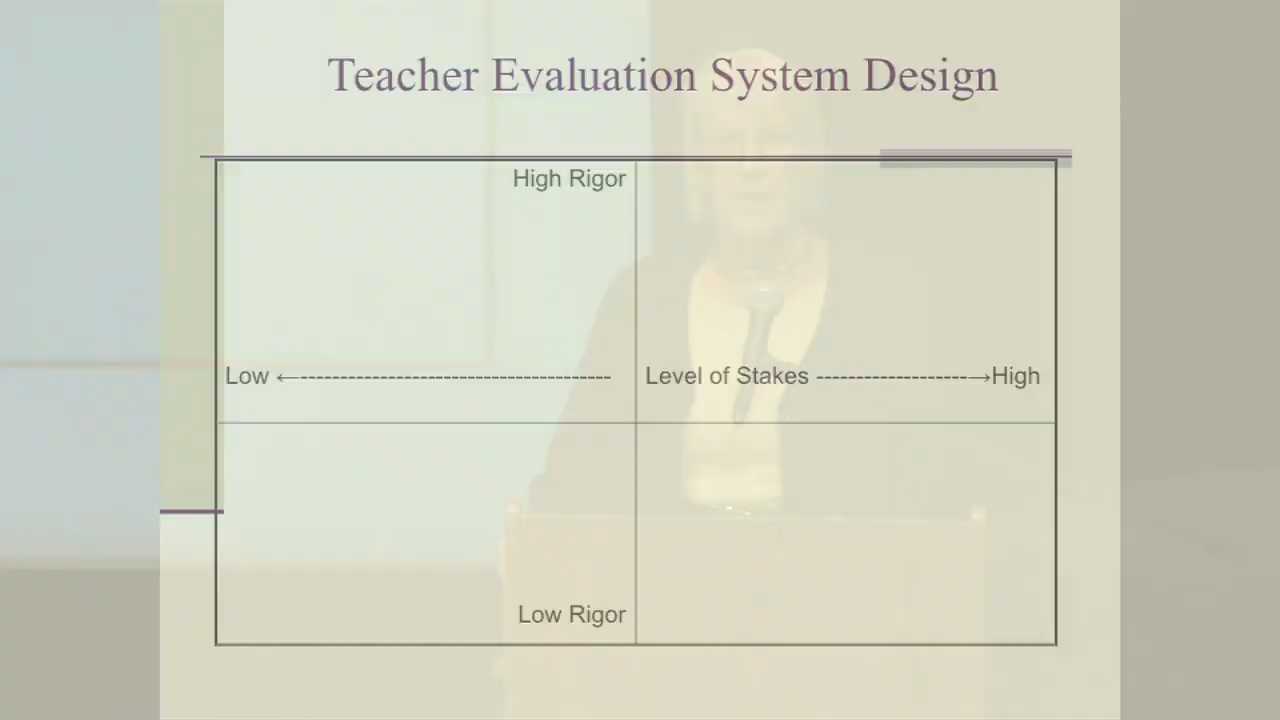 Teacher Evaluation System Design
High Rigor
Low ←--------------------------------------- Level of Stakes -------------------→High
Low Rigor